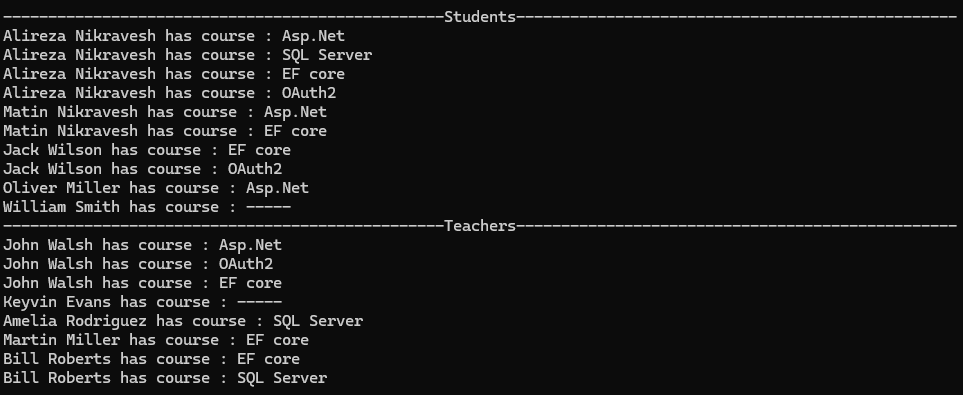 -------------------------------------------------Students-------------------------------------------------
Alireza Nikravesh has course : Asp.Net
Alireza Nikravesh has course : SQL Server
Alireza Nikravesh has course : EF core
Alireza Nikravesh has course : OAuth2
Matin Nikravesh has course : Asp.Net
Matin Nikravesh has course : EF core
Jack Wilson has course : EF core
Jack Wilson has course : OAuth2
Oliver Miller has course : Asp.Net
William Smith has course : -----
-------------------------------------------------Teachers-------------------------------------------------
John Walsh has course : Asp.Net
John Walsh has course : OAuth2
John Walsh has course : EF core
Keyvin Evans has course : -----
Amelia Rodriguez has course : SQL Server
Martin Miller has course : EF core
Bill Roberts has course : EF core
Bill Roberts has course : SQL Server